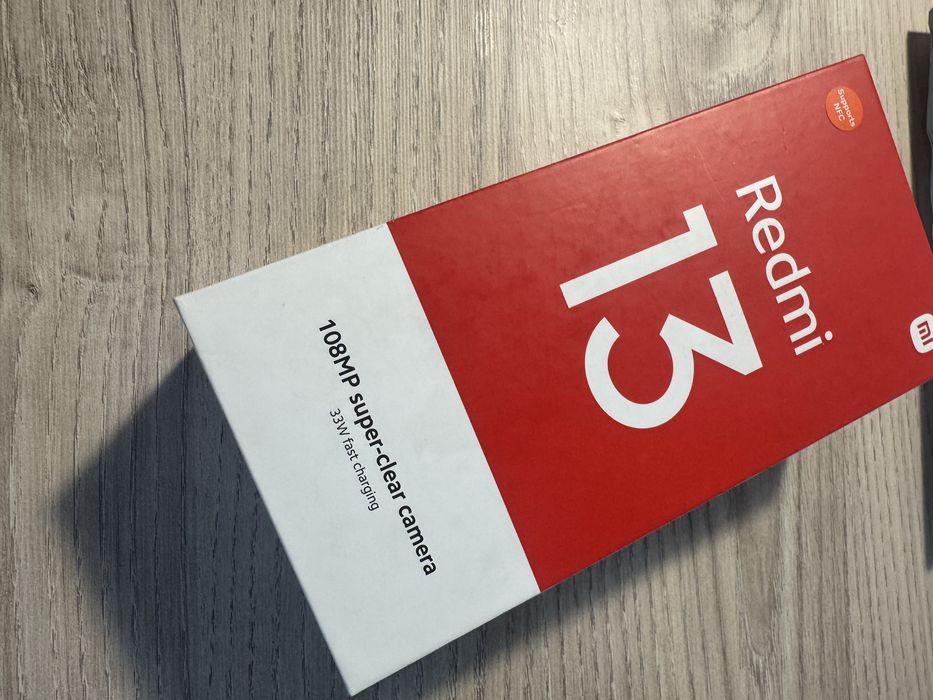 Supports
NFC
mi
Redmi
13
108MP super-clear camera
33W fast charging